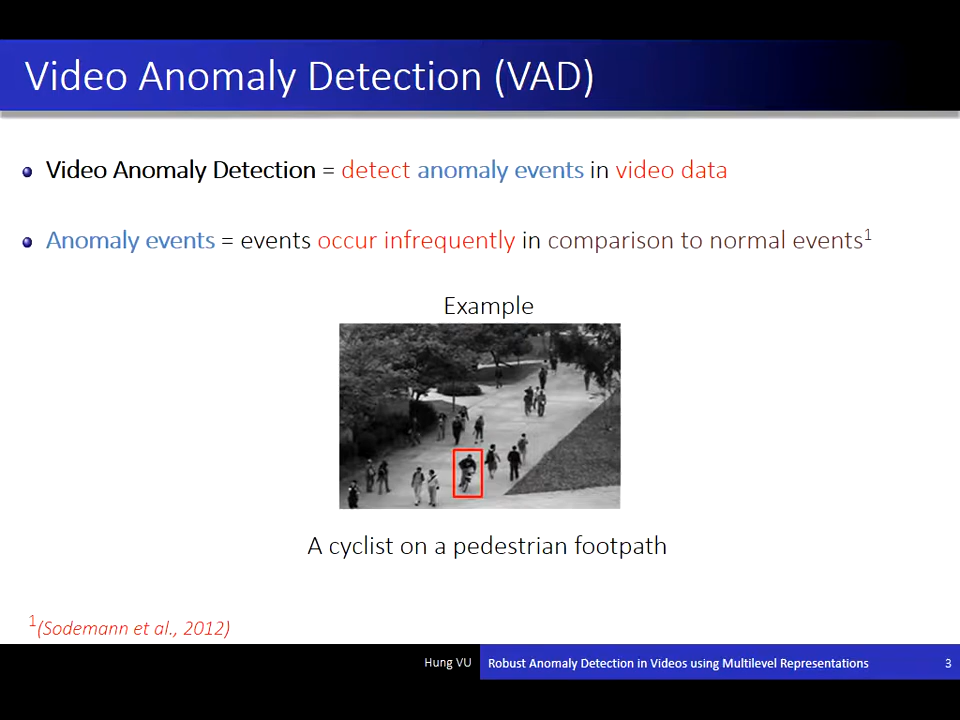 Video Anomaly Detection (VAD)
Video Anomaly Detection = detect anomaly events in video data
Anomaly events = events occur infrequently in comparison to normal events1
Example
A cyclist on a pedestrian footpath
1(Sodemann et al., 2012)
Hung VU Robust Anomaly Detection in Videos using Multilevel Representations 3